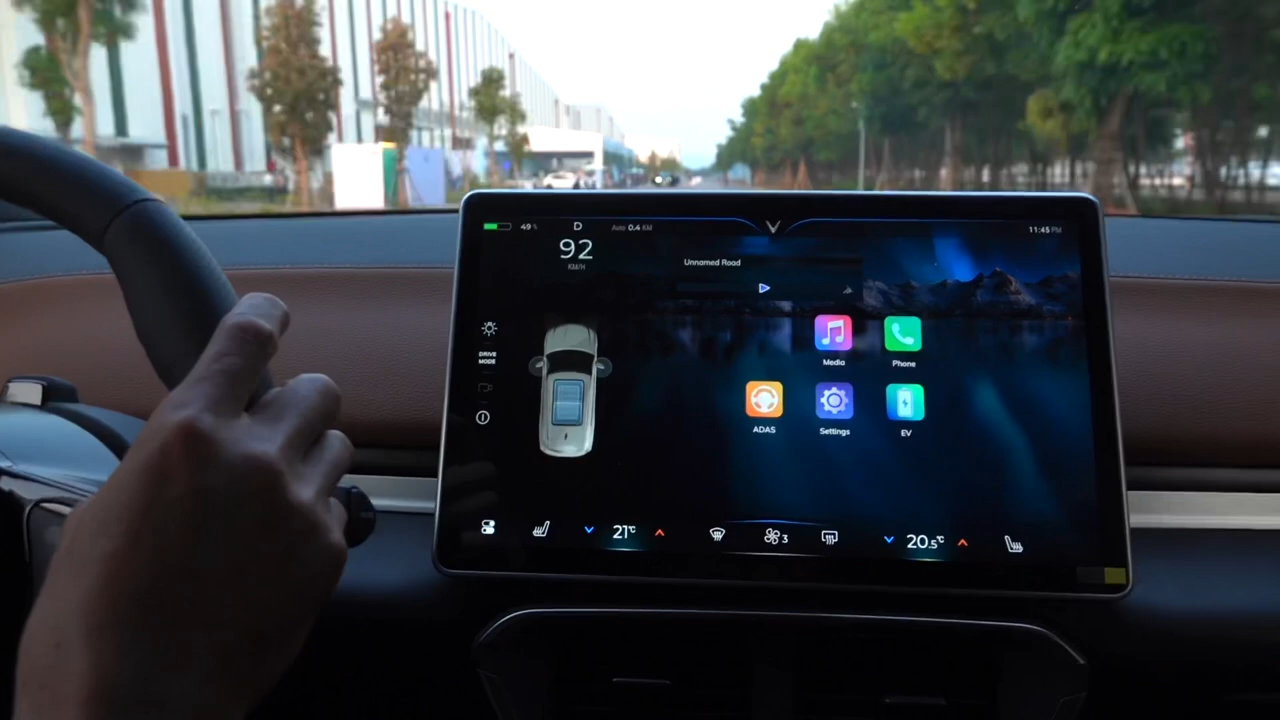 49 %
D
Auto 0.4 KM
11:45 PM
92
KM/H
Unnamed Road
DRIVE
MODE
Media
Phone
ADAS
Settings
EV
21°C
3
20.5°C